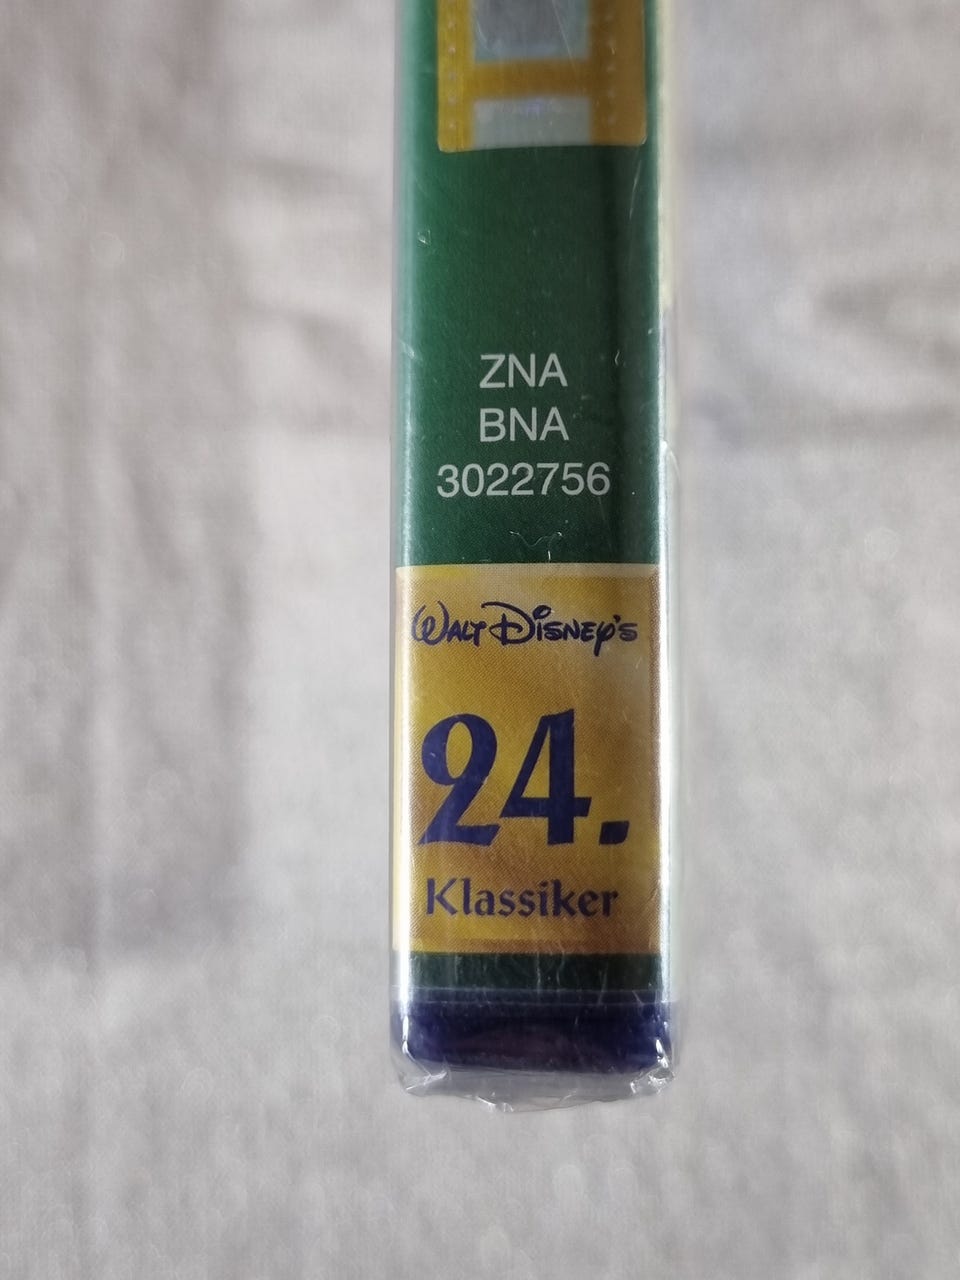 ZNA
BNA
3022756
WALT DISNEY'S
24.
Klassiker